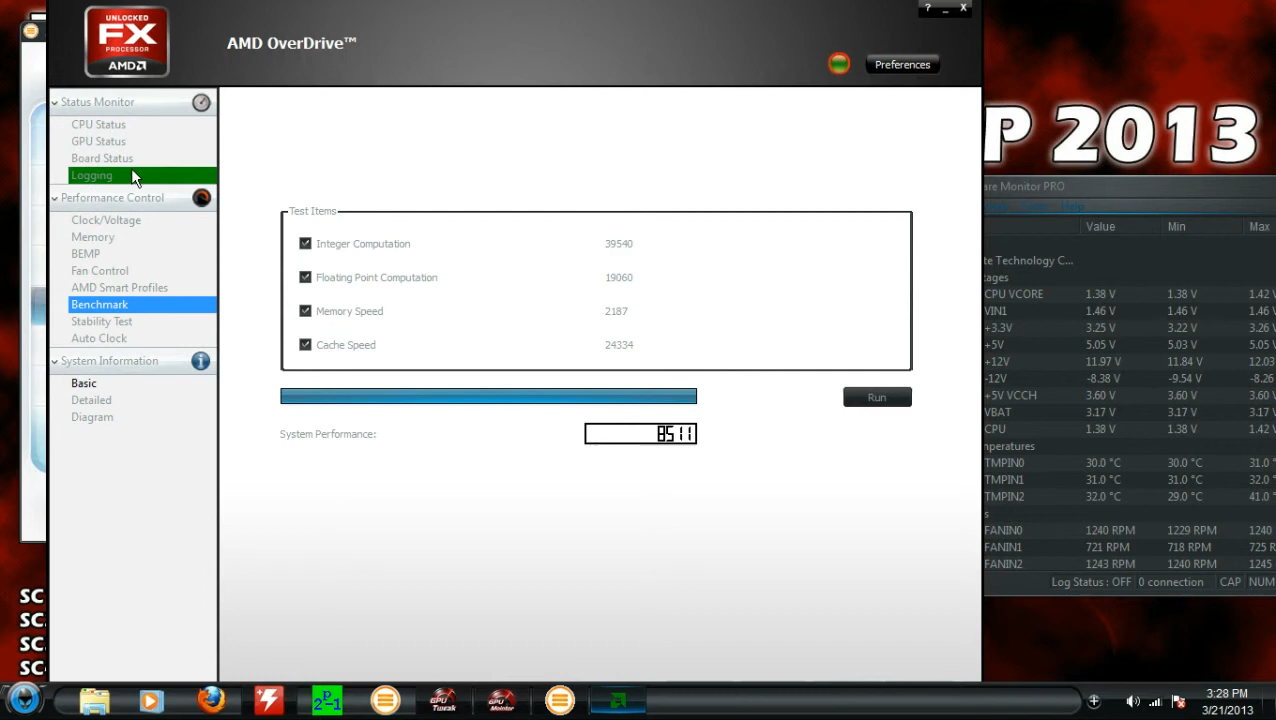 UNLOCKED
FX
PROCESSOR
AMD
AMD OverDrive™
? _ X
Preferences
Status Monitor
CPU Status
GPU Status
Board Status
Logging
Performance Control
Clock/Voltage
Memory
BEMP
Fan Control
AMD Smart Profiles
Benchmark
Stability Test
Auto Clock
System Information
Basic
Detailed
Diagram
Test Items
Integer Computation 39540
Floating Point Computation 19060
Memory Speed 2187
Cache Speed 24334
Run
System Performance: 8511
P 2013
are Monitor PRO
Help
Value Min Max
te Technology C...
tages
CPU VCORE 1.38 V 1.38 V 1.42 V
VIN1 1.46 V 1.46 V 1.46 V
+3.3V 3.25 V 3.22 V 3.26 V
+5V 5.05 V 5.03 V 5.05 V
+12V 11.97 V 11.84 V 12.03
-12V -8.38 V -9.54 V -8.26
+5V VCCH 3.60 V 3.60 V 3.60 V
VBAT 3.17 V 3.17 V 3.17 V
CPU 1.38 V 1.38 V 1.42 V
mperatures
TMPIN0 30.0 °C 30.0 °C 31.0 °
TMPIN1 31.0 °C 31.0 °C 32.0 °
TMPIN2 32.0 °C 29.0 °C 41.0 °
s
FANIN0 1240 RPM 1229 RPM 1240
FANIN1 721 RPM 718 RPM 725 R
FANIN2 1243 RPM 1240 RPM 1245
Log Status : OFF 0 connection CAP NUM
SC
SC
SC
SC
P
2 -1
GPU
Tweak
GPU
Monitor
3:28 PM
3/21/2013